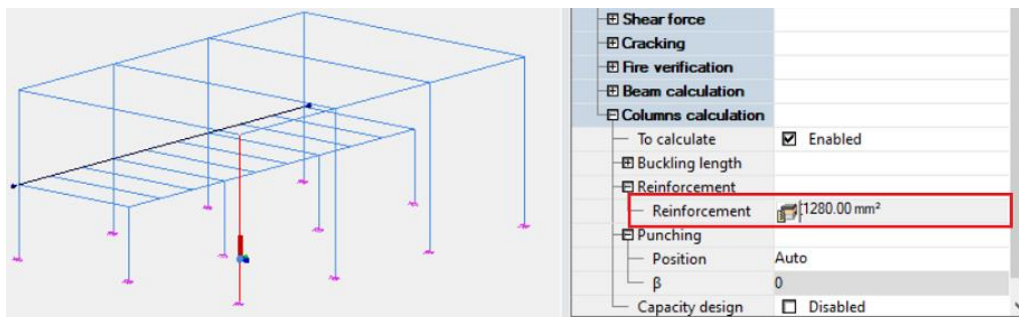 Shear force
Cracking
Fire verification
Beam calculation
Columns calculation
To calculate Enabled
Buckling length
Reinforcement
Reinforcement 1280.00 mm²
Punching
Position Auto
β 0
Capacity design Disabled